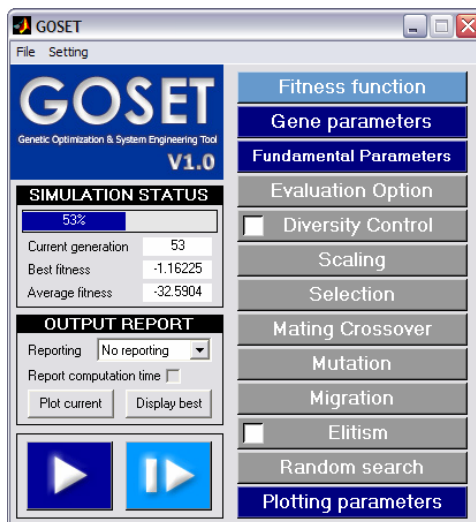 GOSET
File Setting
GOSET
Genetic Optimization & System Engineering Tool
V1.0
SIMULATION STATUS
53%
Current generation 53
Best fitness -1.16225
Average fitness -32.5904
OUTPUT REPORT
Reporting No reporting
Report computation time
Plot current Display best
Fitness function
Gene parameters
Fundamental Parameters
Evaluation Option
Diversity Control
Scaling
Selection
Mating Crossover
Mutation
Migration
Elitism
Random search
Plotting parameters